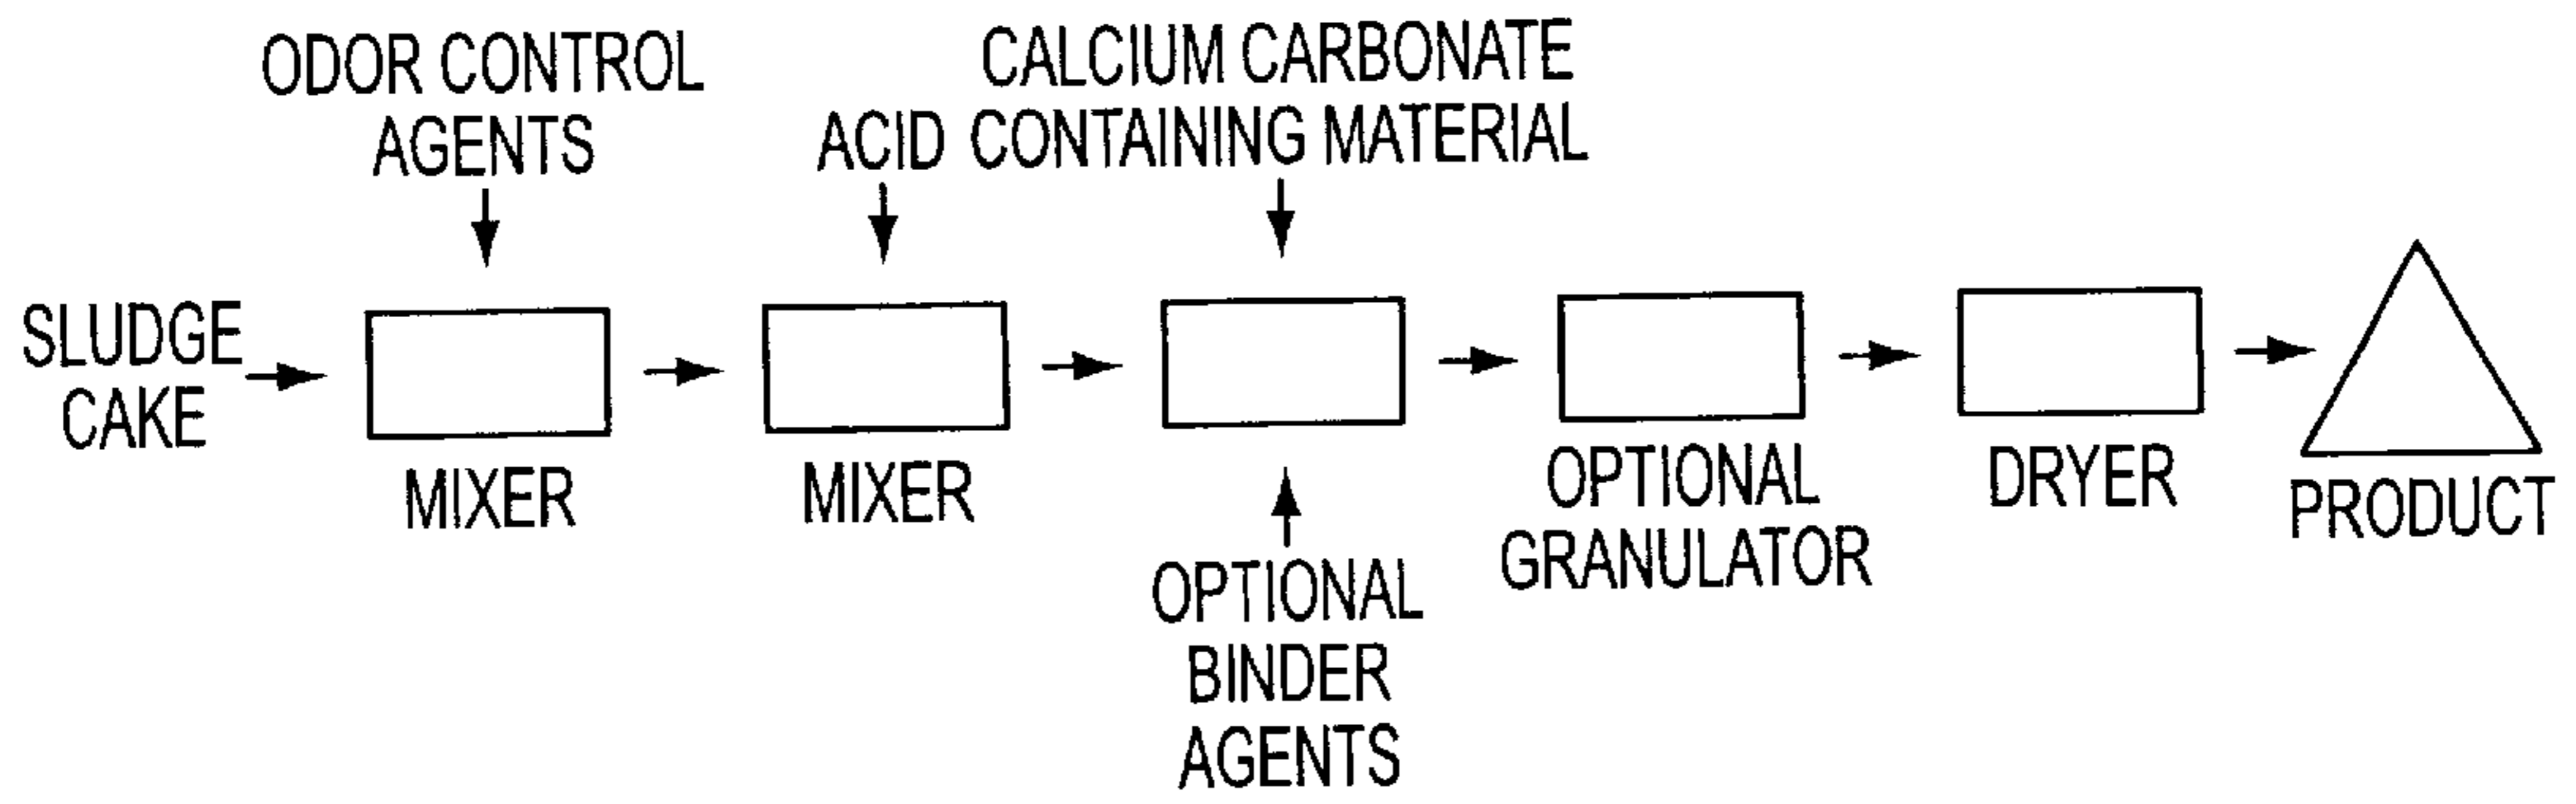 ODOR CONTROL
AGENTS
ACID
CALCIUM CARBONATE
CONTAINING MATERIAL
SLUDGE
CAKE
MIXER
MIXER
OPTIONAL
BINDER
AGENTS
OPTIONAL
GRANULATOR
DRYER
PRODUCT